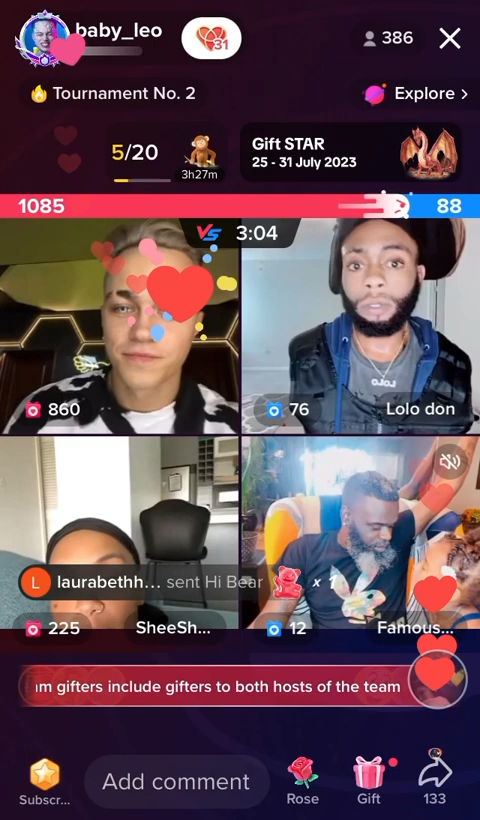 baby_leo
31
386
Tournament No. 2
Explore >
5/20
3h27m
Gift STAR
25 - 31 July 2023
1085
88
VS 3:04
860
76
Lolo don
L laurabethh... sent Hi Bear x 1
225
SheeSh...
12
Famous...
am gifters include gifters to both hosts of the team
Subscr...
Add comment
Rose
Gift
133